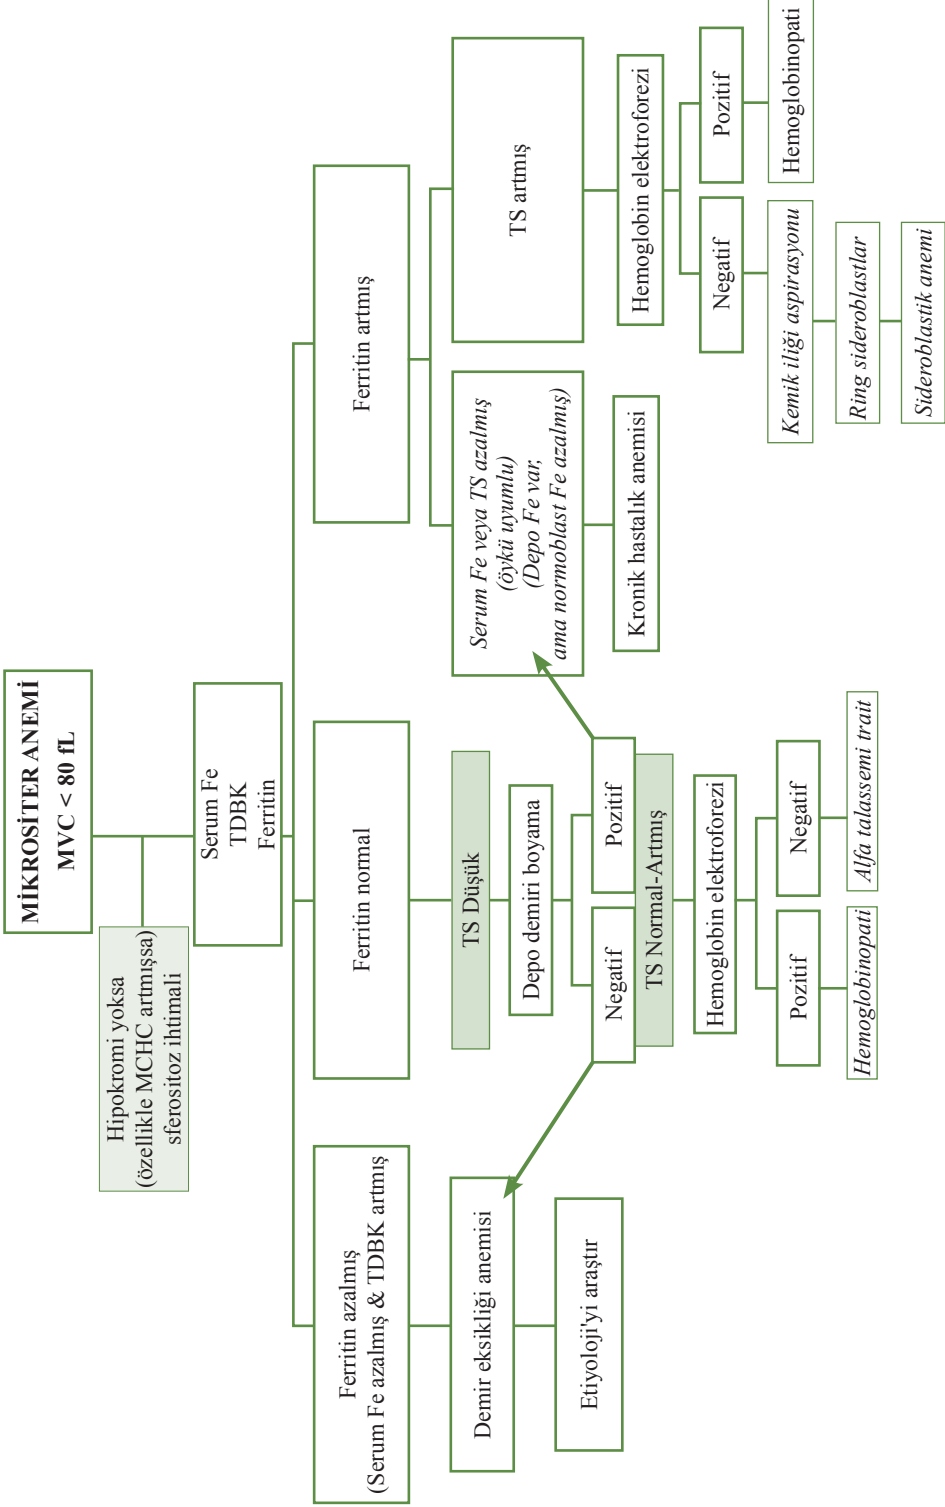 MİKROSİTER ANEMİ
MVC < 80 fL
Hipokromi yoksa
(özellikle MCHC artmışsa)
sferositoz ihtimali
Serum Fe
TDBK
Ferritin
Ferritin azalmış
(Serum Fe azalmış & TDBK artmış
Demir eksikliği anemisi
Etiyoloji'yi araştır
Ferritin normal
TS Düşük
Depo demiri boyama
Negatif
Pozitif
TS Normal-Artmış
Hemoglobin elektroforezi
Pozitif
Negatif
Hemoglobinopati
Alfa talassemi trait
Ferritin artmış
Serum Fe veya TS azalmış
(öykü uyumlu)
(Depo Fe var,
ama normoblast Fe azalmış)
Kronik hastalık anemisi
TS artmış
Hemoglobin elektroforezi
Negatif
Pozitif
Kemik iliği aspirasyonu
Ring sideroblastlar
Sideroblastik anemi
Hemoglobinopati